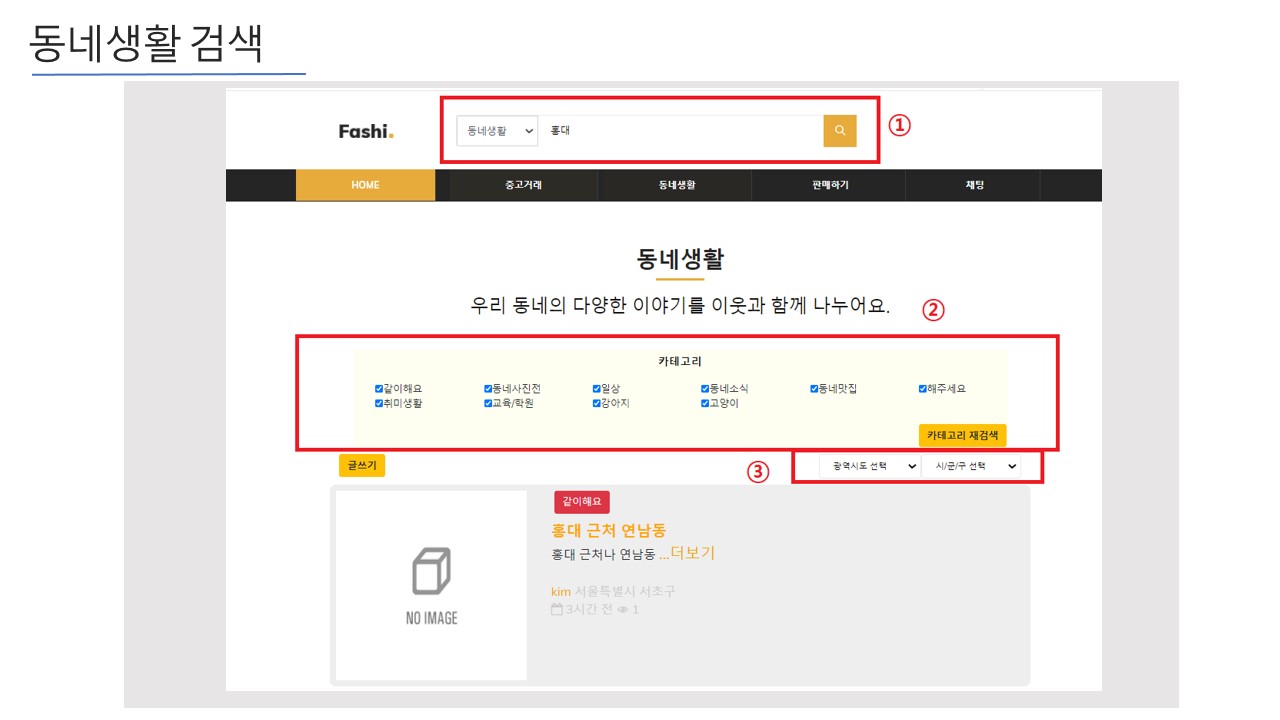 동네생활 검색
Fashi.
동네생활
홍대
①
HOME
중고거래
동네생활
판매하기
채팅
동네생활
우리 동네의 다양한 이야기를 이웃과 함께 나누어요.
②
카테고리
같이해요 동네사진전 일상 동네소식 동네맛집 해주세요
취미생활 교육/학원 강아지 고양이
카테고리 재검색
글쓰기
③
광역시도 선택
시/군/구 선택
NO IMAGE
같이해요
홍대 근처 연남동
홍대 근처나 연남동 ...더보기
kim 서울특별시 서초구
3시간 전 1